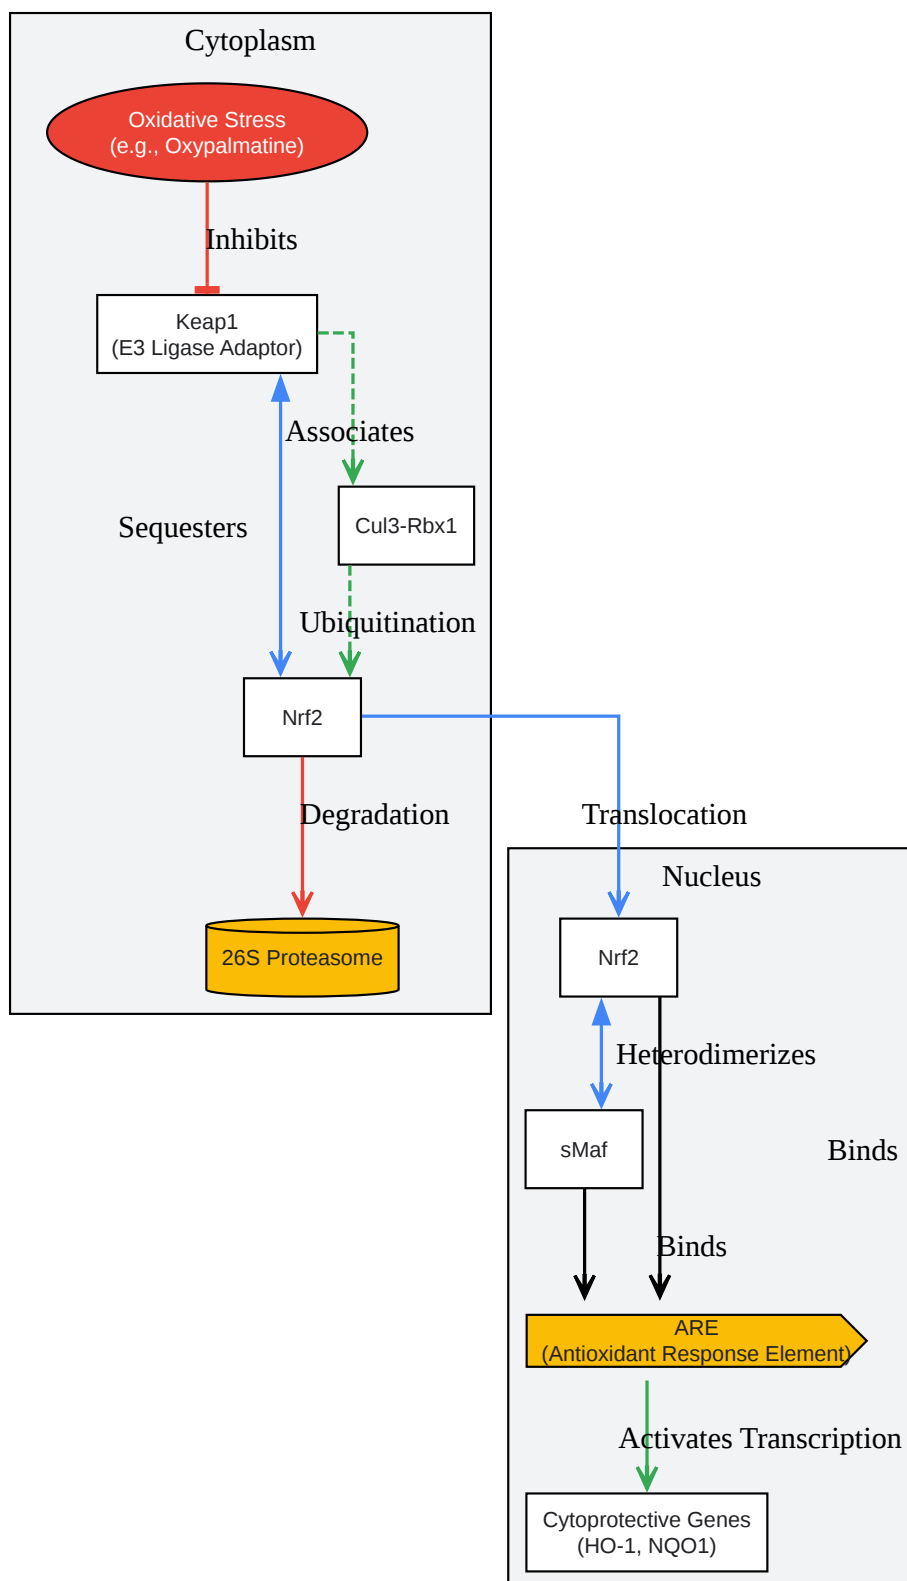 Cytoplasm
Oxidative Stress
(e.g., Oxypalmatine)
Inhibits
Keap1
(E3 Ligase Adaptor)
Associates
Sequesters
Cul3-Rbx1
Ubiquitination
Nrf2
Degradation
Translocation
Nucleus
26S Proteasome
Nrf2
Heterodimerizes
sMaf
Binds
Binds
ARE
(Antioxidant Response Element)
Activates Transcription
Cytoprotective Genes
(HO-1, NQO1)